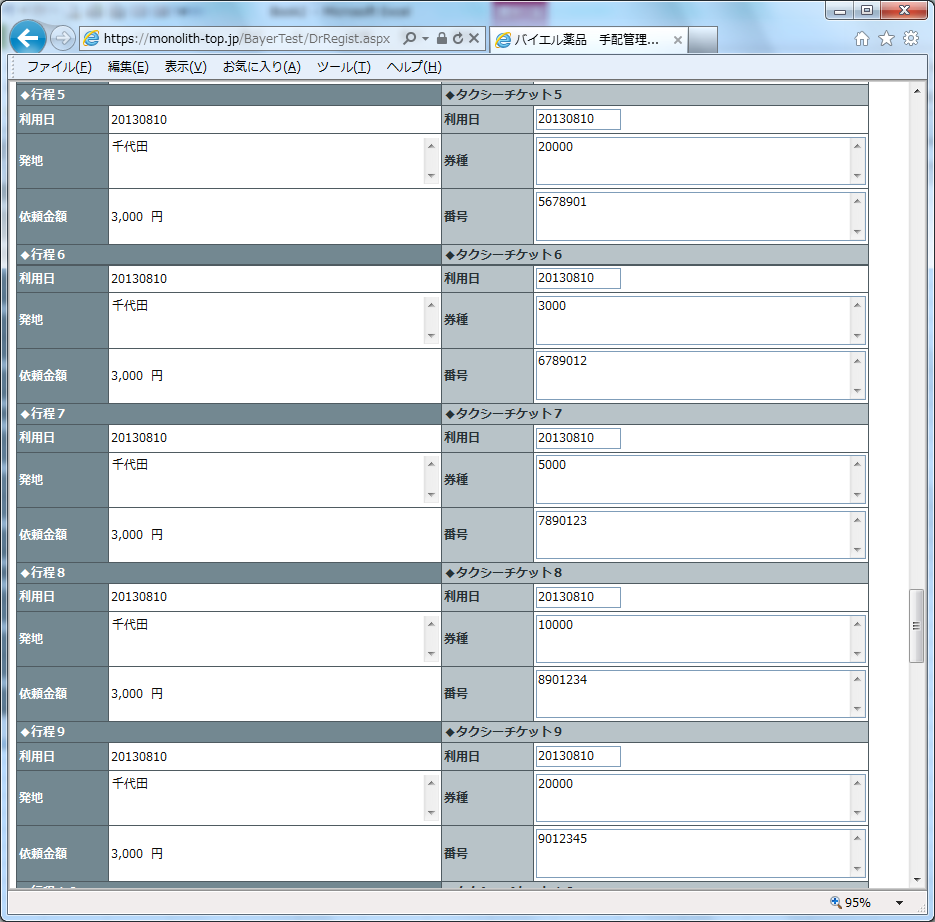 https://monolith-top.jp/BayerTest/DrRegist.aspx
バイエル薬品 手配管理...
ファイル(F) 編集(E) 表示(V) お気に入り(A) ツール(T) ヘルプ(H)
◆行程5 ◆タクシーチケット5
利用日 20130810 利用日 20130810
発地 千代田 券種 20000
依頼金額 3,000 円 番号 5678901
◆行程6 ◆タクシーチケット6
利用日 20130810 利用日 20130810
発地 千代田 券種 3000
依頼金額 3,000 円 番号 6789012
◆行程7 ◆タクシーチケット7
利用日 20130810 利用日 20130810
発地 千代田 券種 5000
依頼金額 3,000 円 番号 7890123
◆行程8 ◆タクシーチケット8
利用日 20130810 利用日 20130810
発地 千代田 券種 10000
依頼金額 3,000 円 番号 8901234
◆行程9 ◆タクシーチケット9
利用日 20130810 利用日 20130810
発地 千代田 券種 20000
依頼金額 3,000 円 番号 9012345
95%